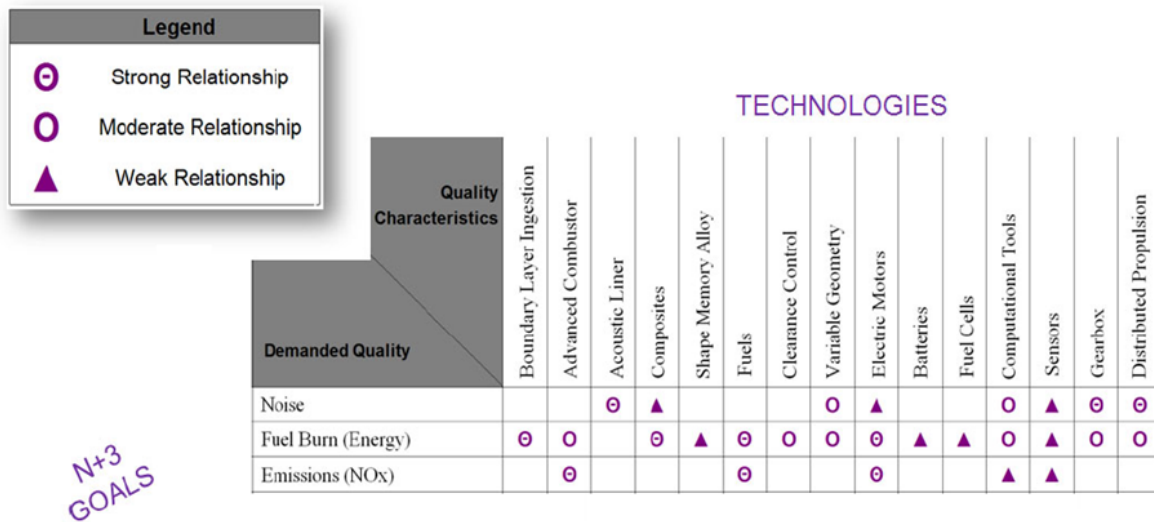 Legend
Strong Relationship
Moderate Relationship
Weak Relationship
TECHNOLOGIES
Quality
Characteristics
Demanded Quality
Boundary Layer Ingestion
Advanced Combustor
Acoustic Liner
Composites
Shape Memory Alloy
Fuels
Clearance Control
Variable Geometry
Electric Motors
Batteries
Fuel Cells
Computational Tools
Sensors
Gearbox
Distributed Propulsion
Noise
Fuel Burn (Energy)
Emissions (NOx)
N+3
GOALS